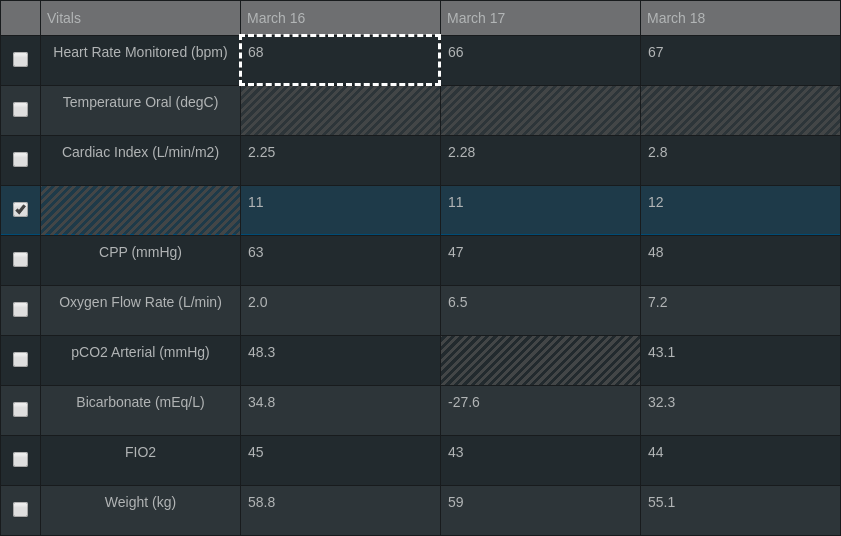 Vitals March 16 March 17 March 18
Heart Rate Monitored (bpm) 68 66 67
Temperature Oral (degC)
Cardiac Index (L/min/m2) 2.25 2.28 2.8
11 11 12
CPP (mmHg) 63 47 48
Oxygen Flow Rate (L/min) 2.0 6.5 7.2
pCO2 Arterial (mmHg) 48.3 43.1
Bicarbonate (mEq/L) 34.8 -27.6 32.3
FIO2 45 43 44
Weight (kg) 58.8 59 55.1